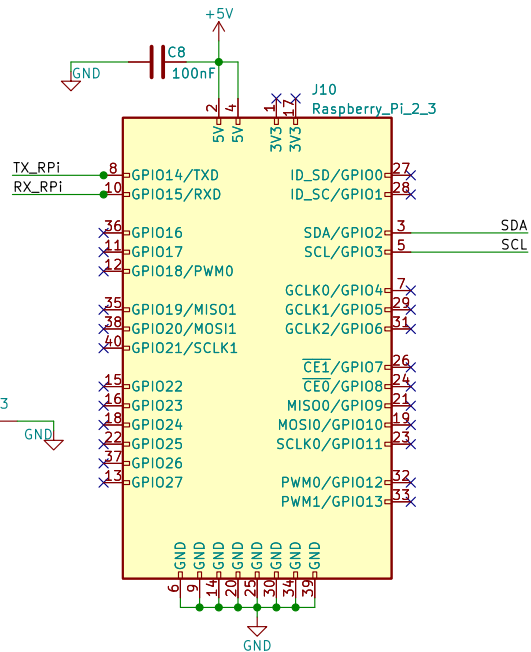 +5V
C8
GND
100nF
J10
Raspberry_Pi_2_3
2 4 1 17
5V 5V 3V3 3V3
TX_RPi 8 GPIO14/TXD ID_SD/GPIO0 27
RX_RPi 10 GPIO15/RXD ID_SC/GPIO1 28
36 GPIO16 SDA/GPIO2 3 SDA
11 GPIO17 SCL/GPIO3 5 SCL
12 GPIO18/PWM0
GCLK0/GPIO4 7
35 GPIO19/MISO1 GCLK1/GPIO5 29
38 GPIO20/MOSI1 GCLK2/GPIO6 31
40 GPIO21/SCLK1
CE1/GPIO7 26
15 GPIO22 CE0/GPIO8 24
3 16 GPIO23 MISO0/GPIO9 21
18 GPIO24 MOSI0/GPIO10 19
GND 22 GPIO25 SCLK0/GPIO11 23
37 GPIO26
13 GPIO27 PWM0/GPIO12 32
PWM1/GPIO13 33
GND GND GND GND GND GND GND GND
6 9 14 20 25 30 34 39
GND